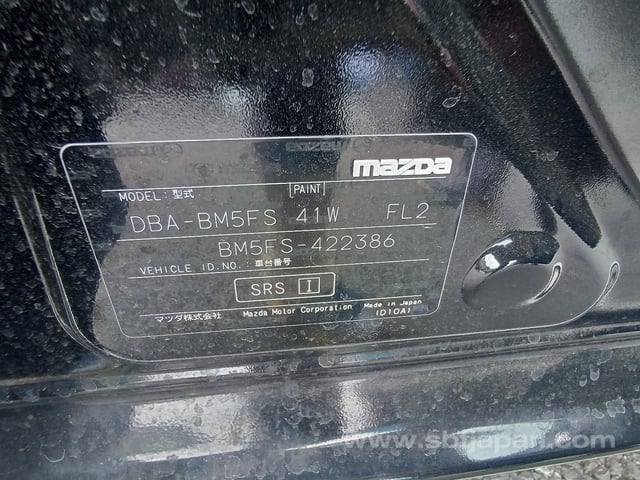 mazda
MODEL: 型式 [PAINT]
DBA-BM5FS 41W FL2
BM5FS-422386
VEHICLE ID.NO.: 車台番号
SRS I
マツダ株式会社 Mazda Motor Corporation Made in Japan
(D10A)
www.sbtjapan.com